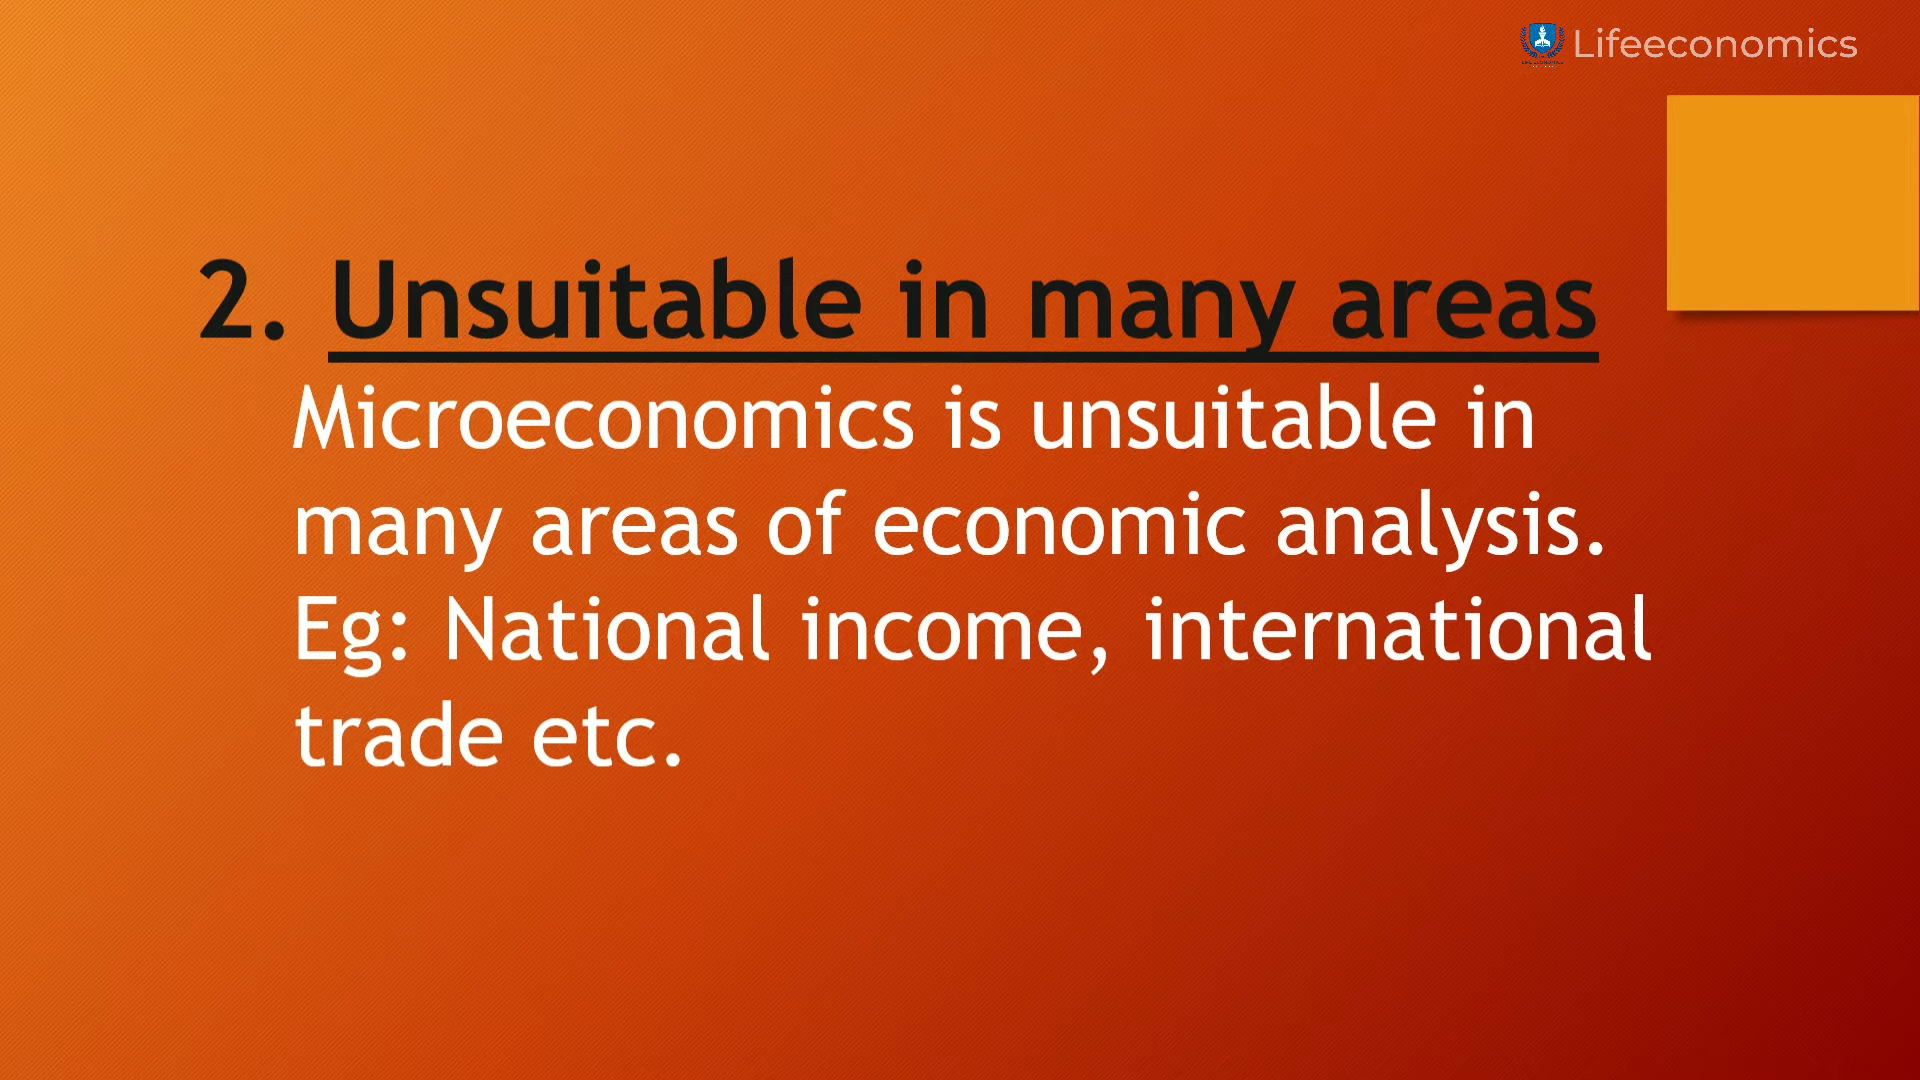 Lifeeconomics
2. Unsuitable in many areas
Microeconomics is unsuitable in
many areas of economic analysis.
Eg: National income, international
trade etc.